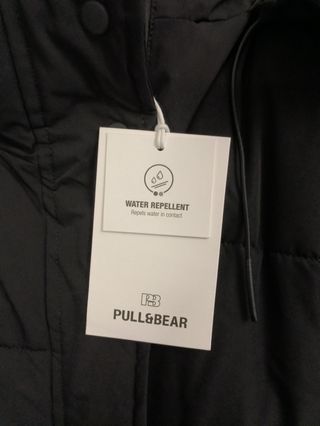 WATER REPELLENT
Repels water in contact
P&B
PULL&BEAR